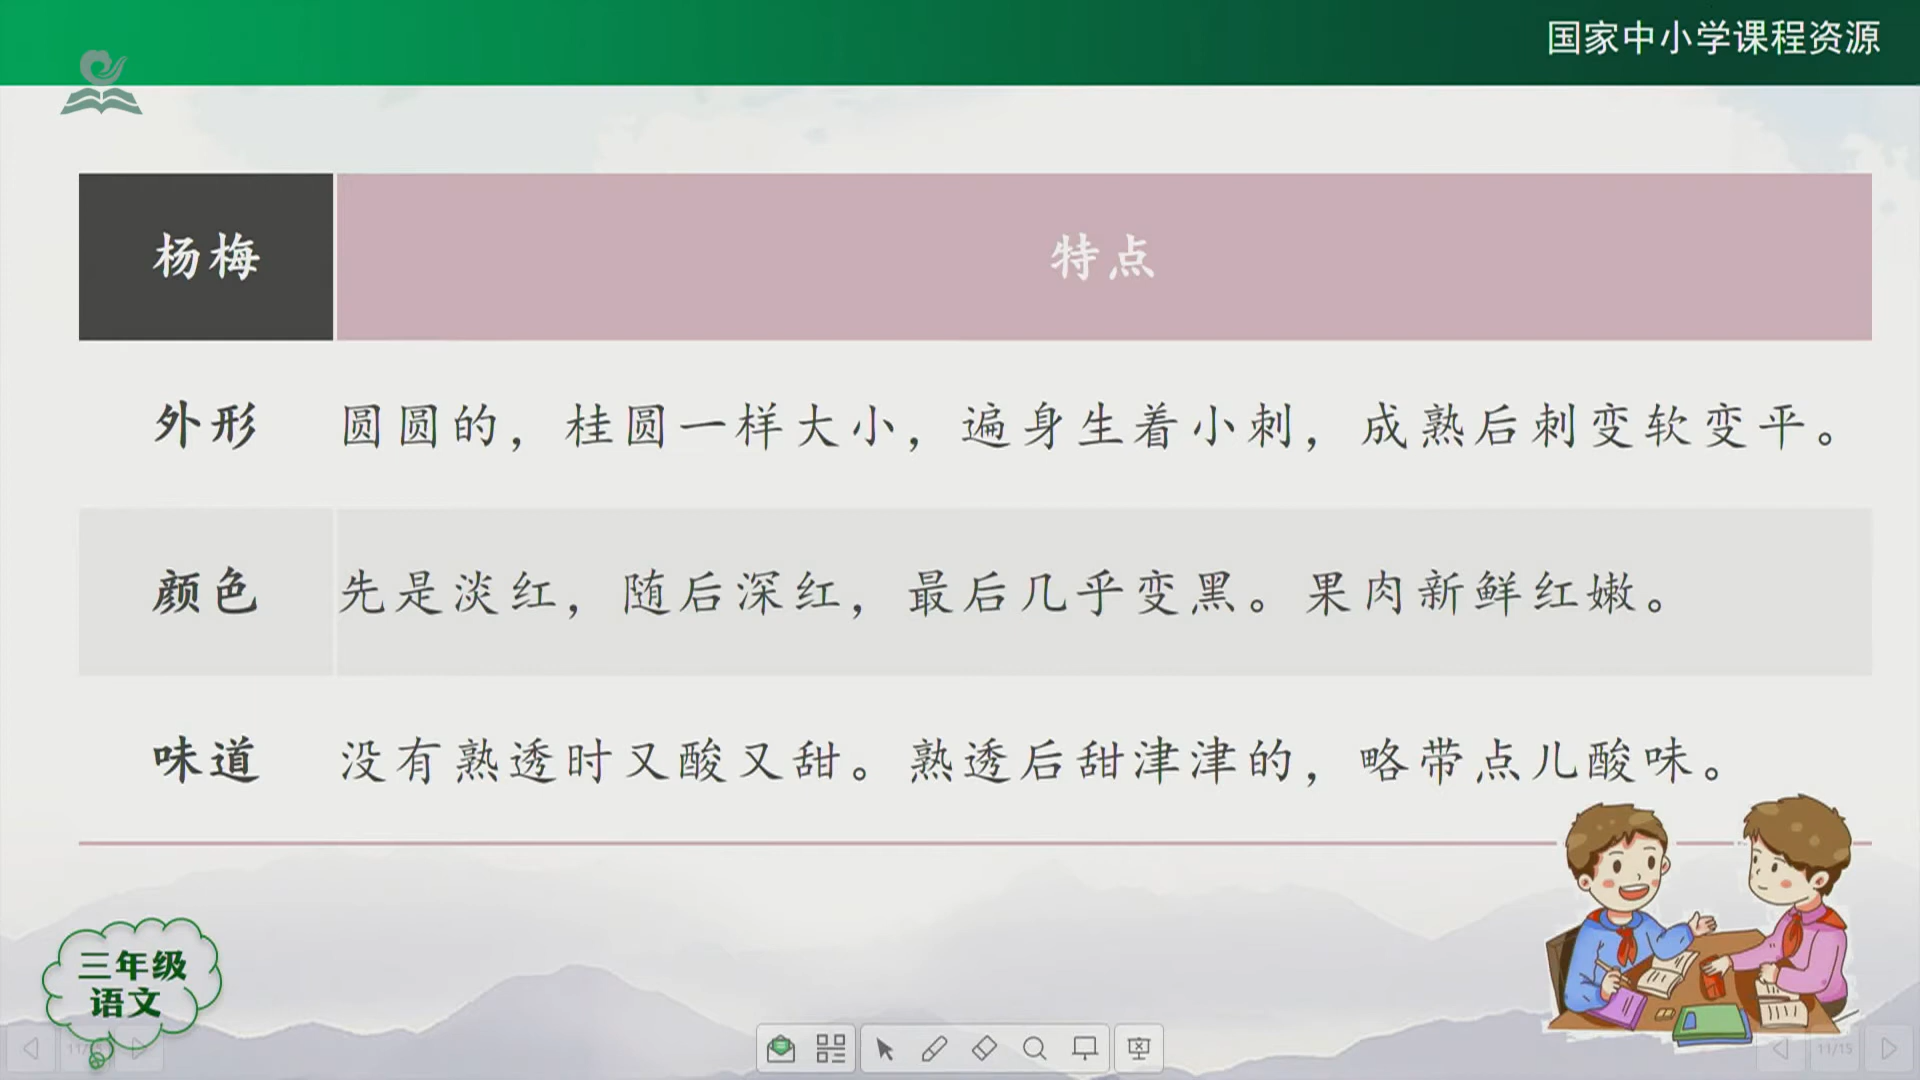 国家中小学课程资源
杨梅 特点
外形 圆圆的，桂圆一样大小，遍身生着小刺，成熟后刺变软变平。
颜色 先是淡红，随后深红，最后几乎变黑。果肉新鲜红嫩。
味道 没有熟透时又酸又甜。熟透后甜津津的，略带点儿酸味。
三年级
语文
11/15